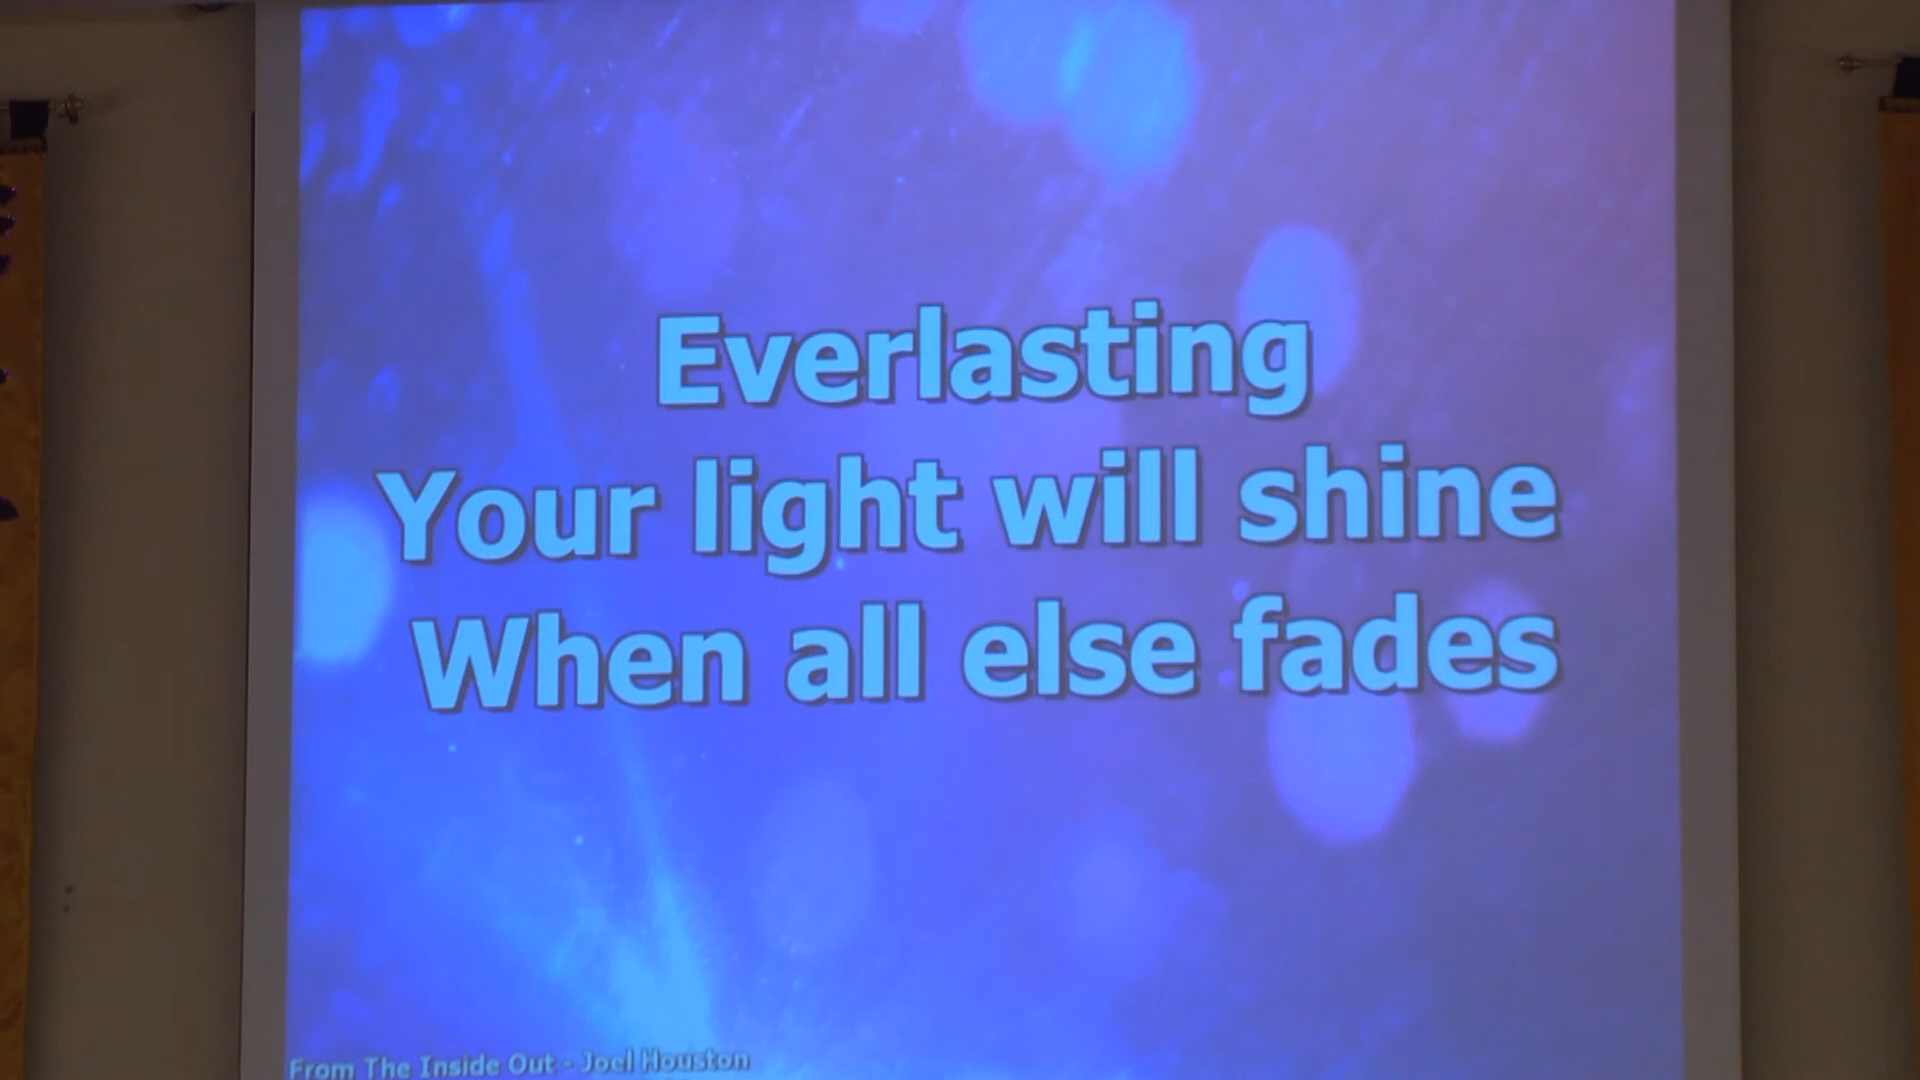 Everlasting
Your light will shine
When all else fades
From The Inside Out - Joel Houston